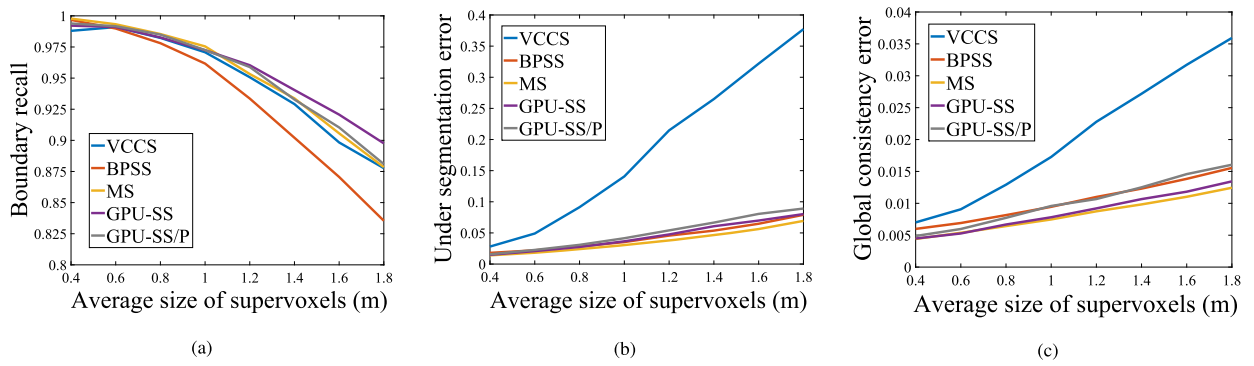 Boundary recall
1
0.975
0.95
0.925
0.9
0.875
0.85
0.825
0.8
VCCS
BPSS
MS
GPU-SS
GPU-SS/P
0.4 0.6 0.8 1 1.2 1.4 1.6 1.8
Average size of supervoxels (m)
(a)
Under segmentation error
0.4
0.35
0.3
0.25
0.2
0.15
0.1
0.05
0
VCCS
BPSS
MS
GPU-SS
GPU-SS/P
0.4 0.6 0.8 1 1.2 1.4 1.6 1.8
Average size of supervoxels (m)
(b)
Global consistency error
0.04
0.035
0.03
0.025
0.02
0.015
0.01
0.005
0
VCCS
BPSS
MS
GPU-SS
GPU-SS/P
0.4 0.6 0.8 1 1.2 1.4 1.6 1.8
Average size of supervoxels (m)
(c)